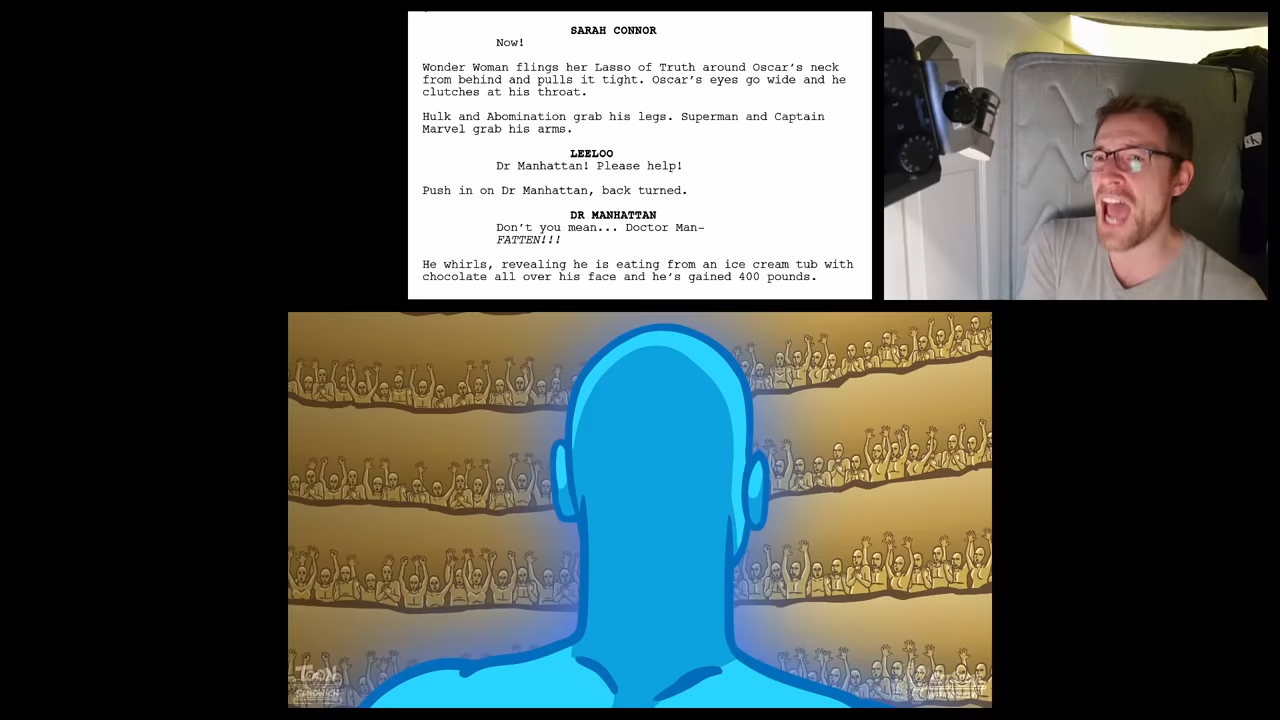 SARAH CONNOR
Now!
Wonder Woman flings her Lasso of Truth around Oscar's neck
from behind and pulls it tight. Oscar's eyes go wide and he
clutches at his throat.
Hulk and Abomination grab his legs. Superman and Captain
Marvel grab his arms.
LEELOO
Dr Manhattan! Please help!
Push in on Dr Manhattan, back turned.
DR MANHATTAN
Don't you mean... Doctor Man-
FATTEN!!!
He whirls, revealing he is eating from an ice cream tub with
chocolate all over his face and he's gained 400 pounds.
TOON
SANDWICH